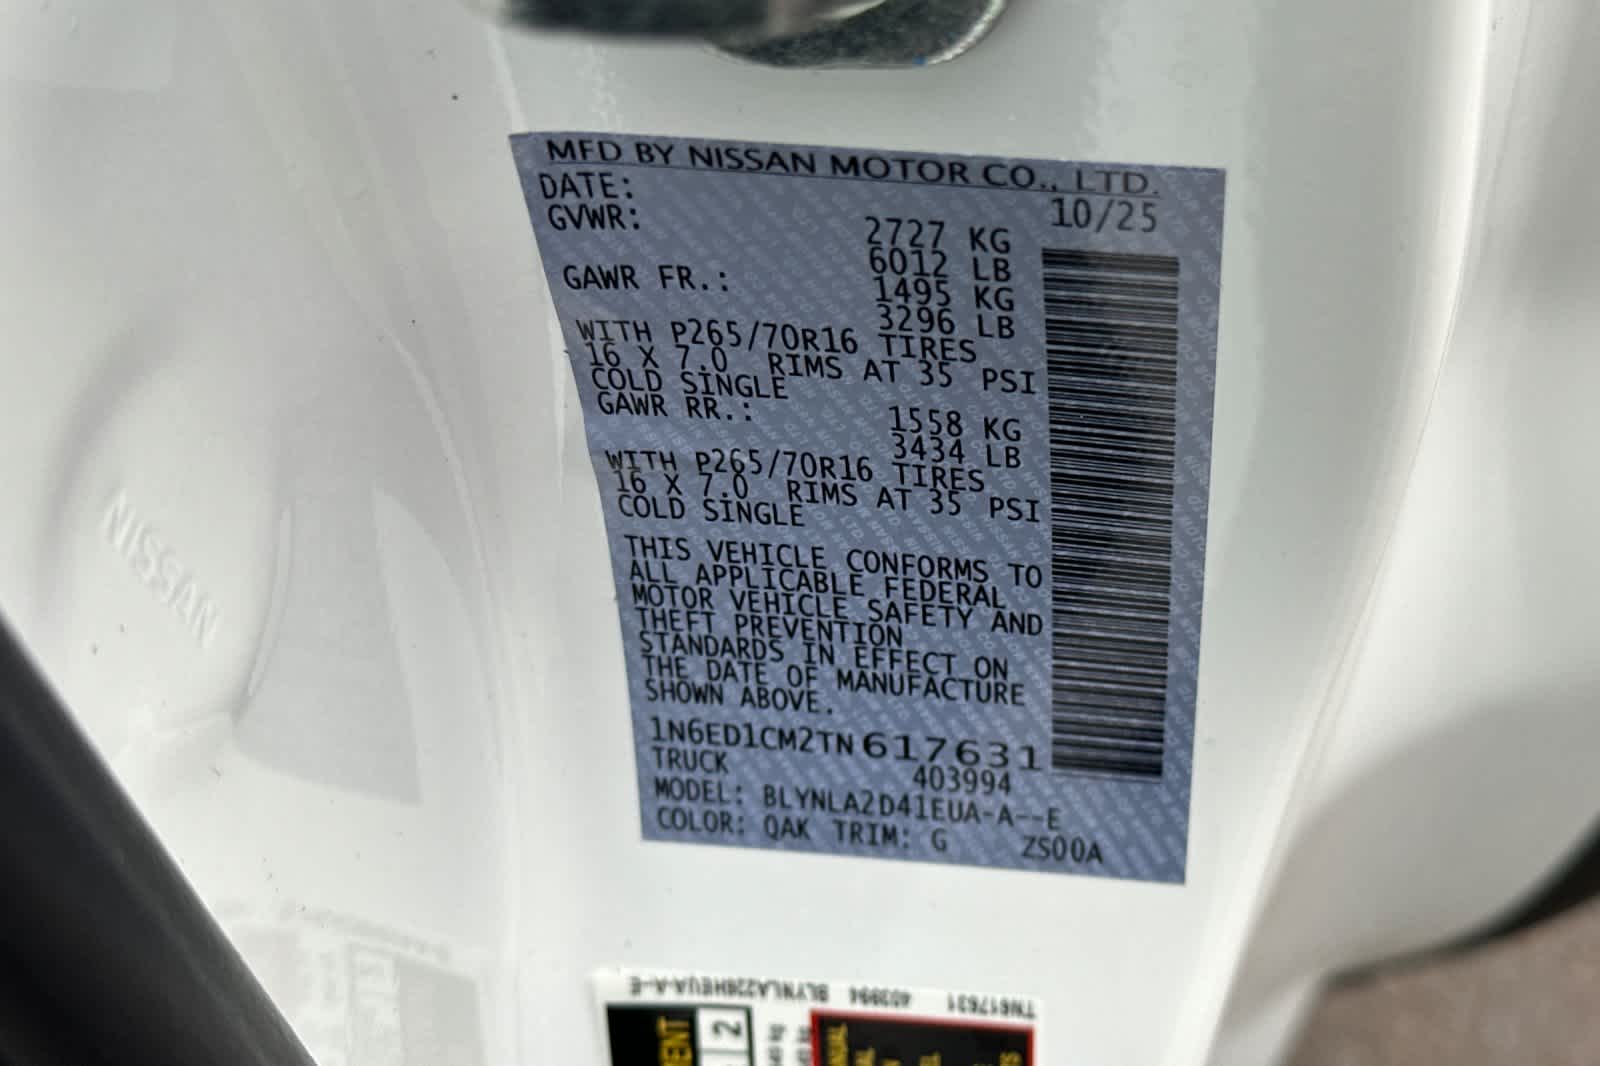 MFD BY NISSAN MOTOR CO., LTD.
DATE: 10/25
GVWR: 2727 KG
6012 LB
GAWR FR.: 1495 KG
3296 LB
WITH P265/70R16 TIRES
16 X 7.0 RIMS AT 35 PSI
COLD SINGLE
GAWR RR.: 1558 KG
3434 LB
WITH P265/70R16 TIRES
16 X 7.0 RIMS AT 35 PSI
COLD SINGLE
THIS VEHICLE CONFORMS TO
ALL APPLICABLE FEDERAL
MOTOR VEHICLE SAFETY AND
THEFT PREVENTION
STANDARDS IN EFFECT ON
THE DATE OF MANUFACTURE
SHOWN ABOVE.
1N6ED1CM2TN617631
TRUCK 403994
MODEL: BLYNLA2D41EUA-A--E
COLOR: QAK TRIM: G ZS00A
NISSAN
TN617631 403994
2